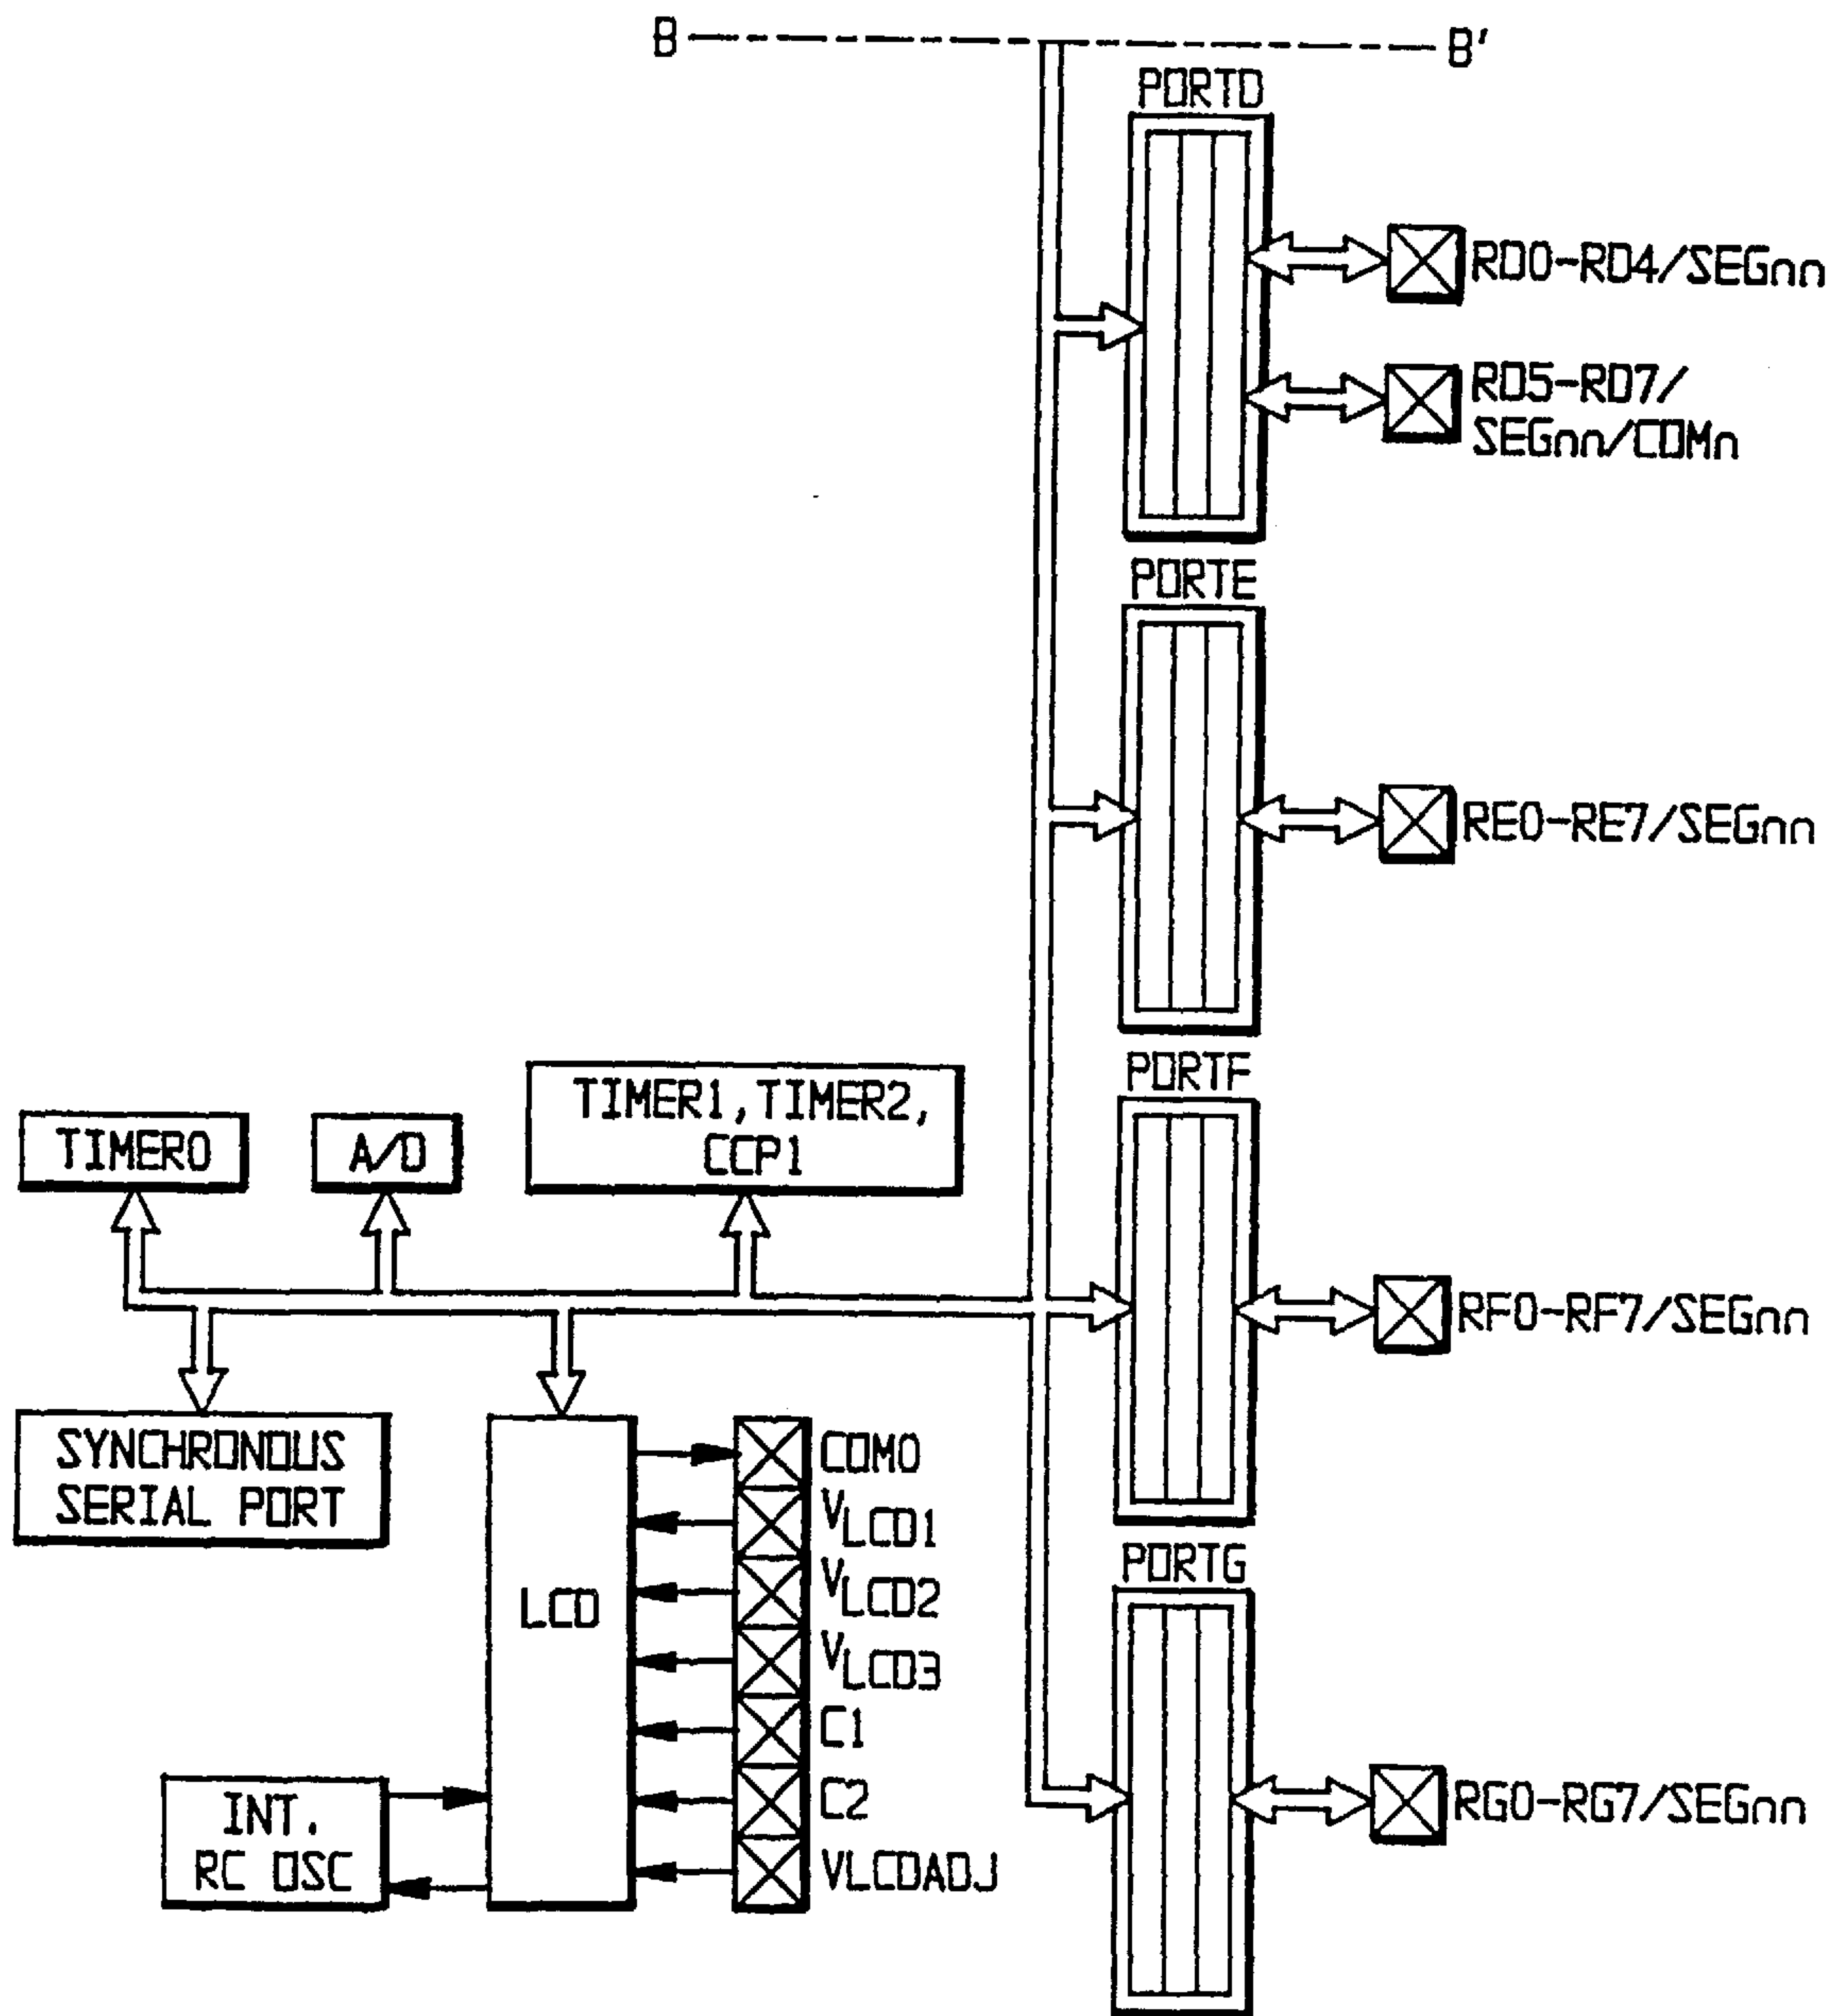 B B'
PORTD
RD0-RD4/SEGnn
RD5-RD7/
SEGnn/COMn
PORTE
RE0-RE7/SEGnn
PORTF
TIMER1, TIMER2,
CCP1
TIMER0
A/D
RF0-RF7/SEGnn
SYNCHRONOUS
SERIAL PORT
LCD
COM0
VLCD1
VLCD2
VLCD3
C1
C2
VLCDADJ
INT.
RC OSC
PORTG
RG0-RG7/SEGnn